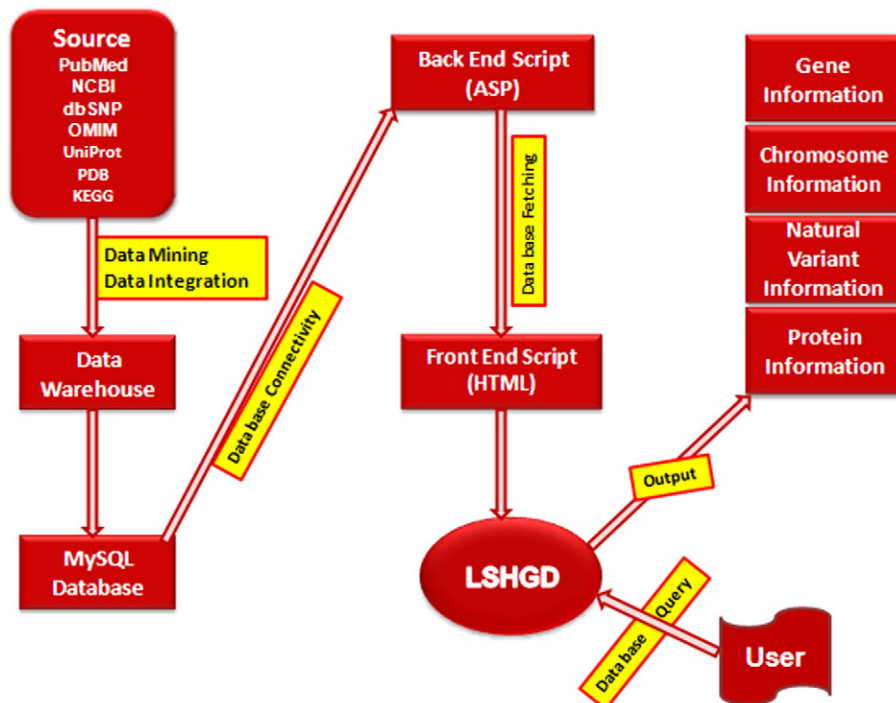 Source
PubMed
NCBI
dbSNP
OMIM
UniProt
PDB
KEGG
Data Mining
Data Integration
Data
Warehouse
MySQL
Database
Data base Connectivity
Back End Script
(ASP)
Data base Fetching
Front End Script
(HTML)
LSHGD
Data base Query
User
Output
Gene
Information
Chromosome
Information
Natural
Variant
Information
Protein
Information